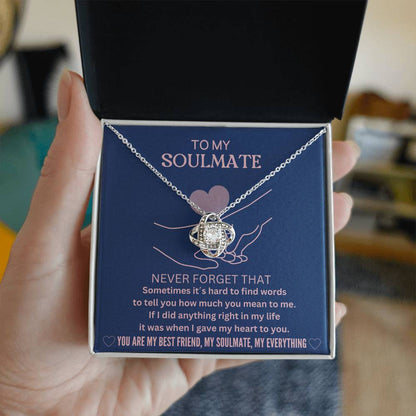 TO MY
SOULMATE
NEVER FORGET THAT
Sometimes it's hard to find words
to tell you how much you mean to me.
If I did anything right in my life
it was when I gave my heart to you.
YOU ARE MY BEST FRIEND, MY SOULMATE, MY EVERYTHING